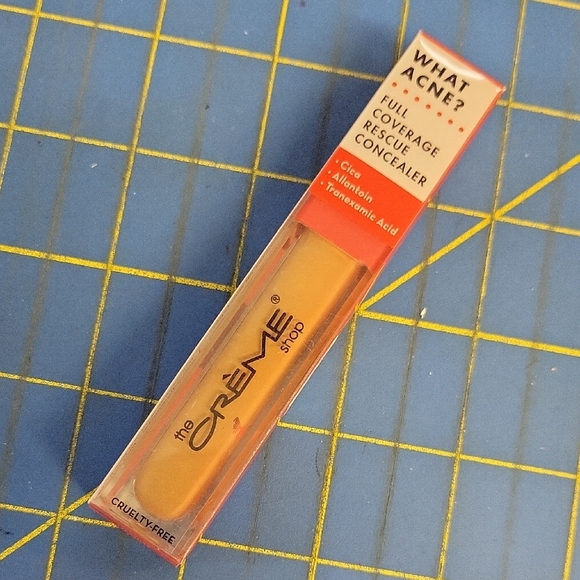 WHAT
ACNE?
FULL
COVERAGE
RESCUE
CONCEALER
· Cica
· Allantoin
· Tranexamic Acid
the
CRÈME®
shop
CRUELTY-FREE